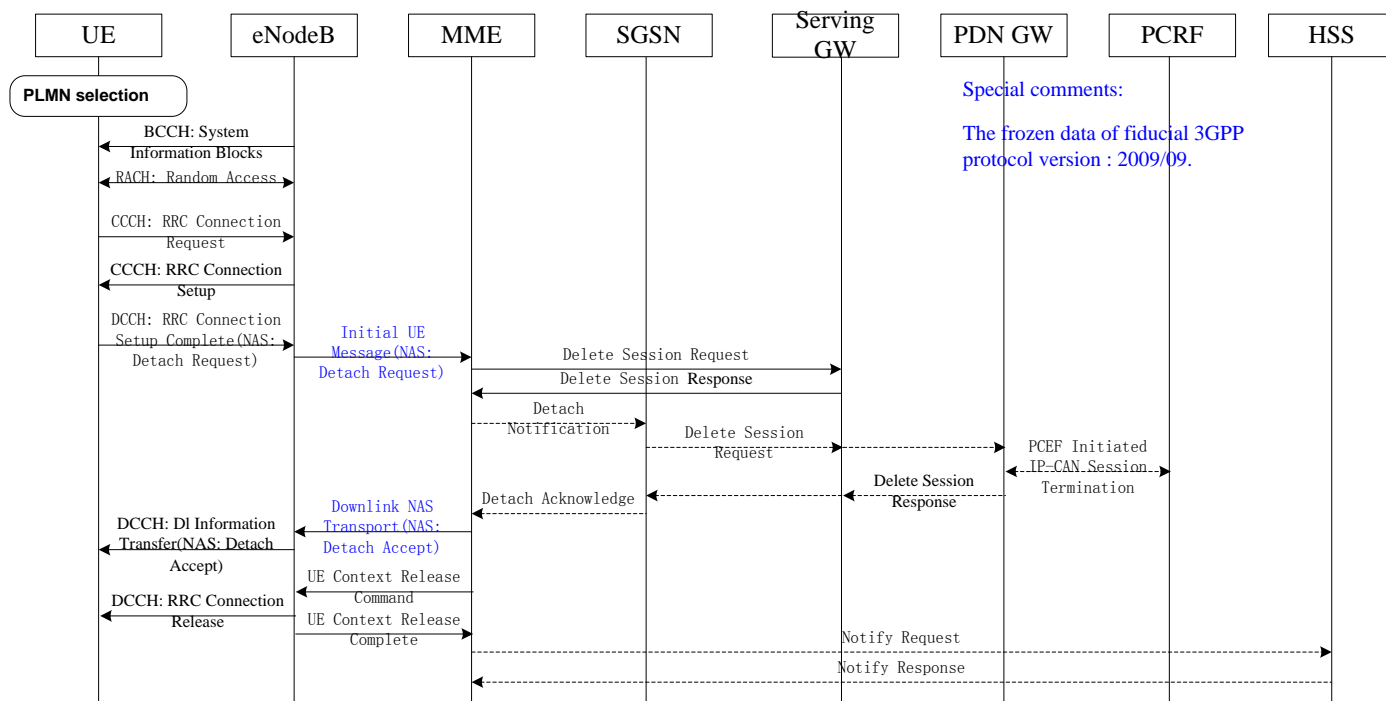 UE
eNodeB
MME
SGSN
Serving
GW
PDN GW
PCRF
HSS
PLMN selection
Special comments:
The frozen data of fiducial 3GPP
protocol version : 2009/09.
BCCH: System
Information Blocks
RACH: Random Access
CCCH: RRC Connection
Request
CCCH: RRC Connection
Setup
DCCH: RRC Connection
Setup Complete(NAS:
Detach Request)
Initial UE
Message(NAS:
Detach Request)
Delete Session Request
Delete Session Response
Detach
Notification
Delete Session
Request
PCEF Initiated
IP-CAN Session
Termination
Delete Session
Response
Detach Acknowledge
Downlink NAS
Transport(NAS:
Detach Accept)
DCCH: Dl Information
Transfer(NAS: Detach
Accept)
UE Context Release
Command
DCCH: RRC Connection
Release
UE Context Release
Complete
Notify Request
Notify Response